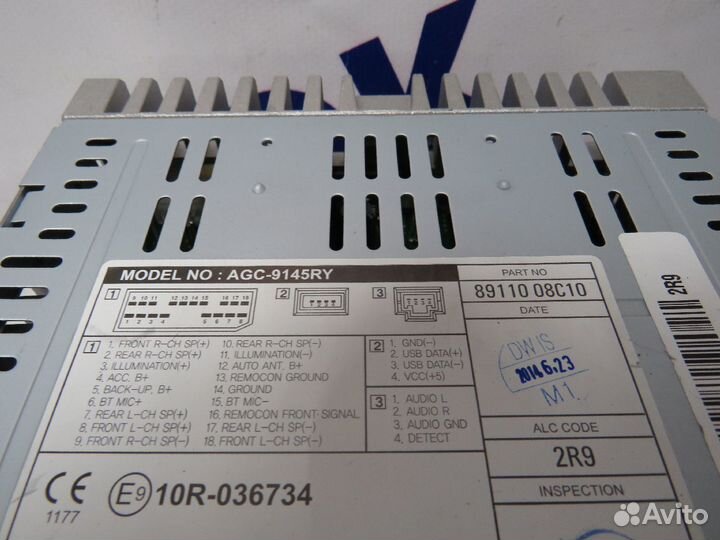 MODEL NO : AGC-9145RY
1
9 10 11 12 13 14 15 16 17 18
1 2 3 4 5 6 7 8
2
3
1
1. FRONT R-CH SP(+)
2. REAR R-CH SP(+)
3. ILLUMINATION(+)
4. ACC. B+
5. BACK-UP, B+
6. BT MIC+
7. REAR L-CH SP(+)
8. FRONT L-CH SP(+)
9. FRONT R-CH SP(-)
10. REAR R-CH SP(-)
11. ILLUMINATION(-)
12. AUTO ANT. B+
13. REMOCON GROUND
14. GROUND
15. BT MIC-
16. REMOCON FRONT SIGNAL
17. REAR L-CH SP(-)
18. FRONT L-CH SP(-)
2
1. GND(-)
2. USB DATA(+)
3. USB DATA(-)
4. VCC(+5)
3
1. AUDIO L
2. AUDIO R
3. AUDIO GND
4. DETECT
PART NO
89110 08C10
DATE
DWIS
2014.6.23
M1
ALC CODE
2R9
INSPECTION
2R9
CE
1177
E9 10R-036734
Avito